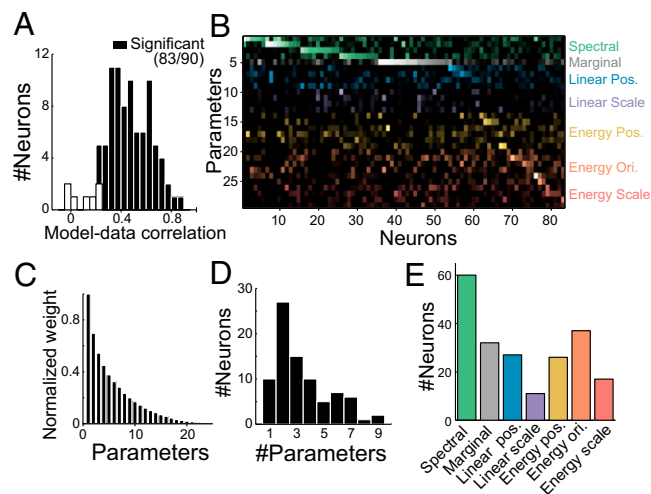 A
Significant
(83/90)
#Neurons
12
8
4
0
0
0.4
0.8
Model-data correlation
B
Parameters
5
10
15
20
25
10
20
30
40
50
60
70
80
Neurons
Spectral
Marginal
Linear Pos.
Linear Scale
Energy Pos.
Energy Ori.
Energy Scale
C
Normalized weight
0.8
0.4
0
0
10
20
Parameters
D
#Neurons
30
20
10
0
1
3
5
7
9
#Parameters
E
#Neurons
60
40
20
0
Spectral
Marginal
Linear pos.
Linear scale
Energy pos.
Energy ori.
Energy scale